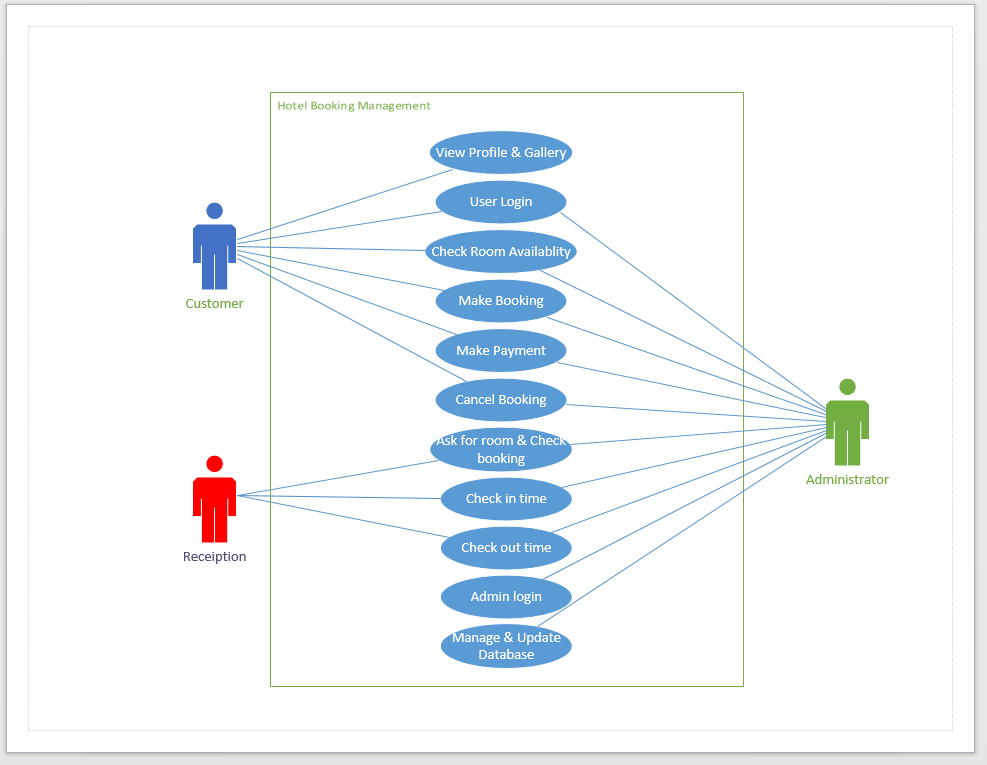 Hotel Booking Management
View Profile & Gallery
User Login
Check Room Availablity
Make Booking
Customer
Make Payment
Cancel Booking
Ask for room & Check
booking
Administrator
Check in time
Check out time
Receiption
Admin login
Manage & Update
Database